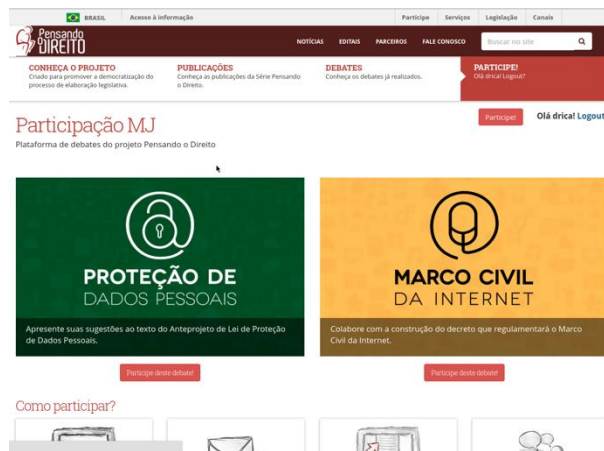 BRASIL Acesso à informação Participe Serviços Legislação Canais
Pensando o DIREITO
NOTÍCIAS EDITAIS PARCEIROS FALE CONOSCO Buscar no site
CONHEÇA O PROJETO
Criado para promover a democratização do
processo de elaboração legislativa.
PUBLICAÇÕES
Conheça as publicações da Série Pensando
o Direito.
DEBATES
Conheça os debates já realizados.
PARTICIPE!
Olá drica! Logout?
Participação MJ
Participe! Olá drica! Logout
Plataforma de debates do projeto Pensando o Direito
PROTEÇÃO DE
DADOS PESSOAIS
Apresente suas sugestões ao texto do Anteprojeto de Lei de Proteção
de Dados Pessoais.
Participe deste debate!
MARCO CIVIL
DA INTERNET
Colabore com a construção do decreto que regulamentará o Marco
Civil da Internet.
Participe deste debate!
Como participar?